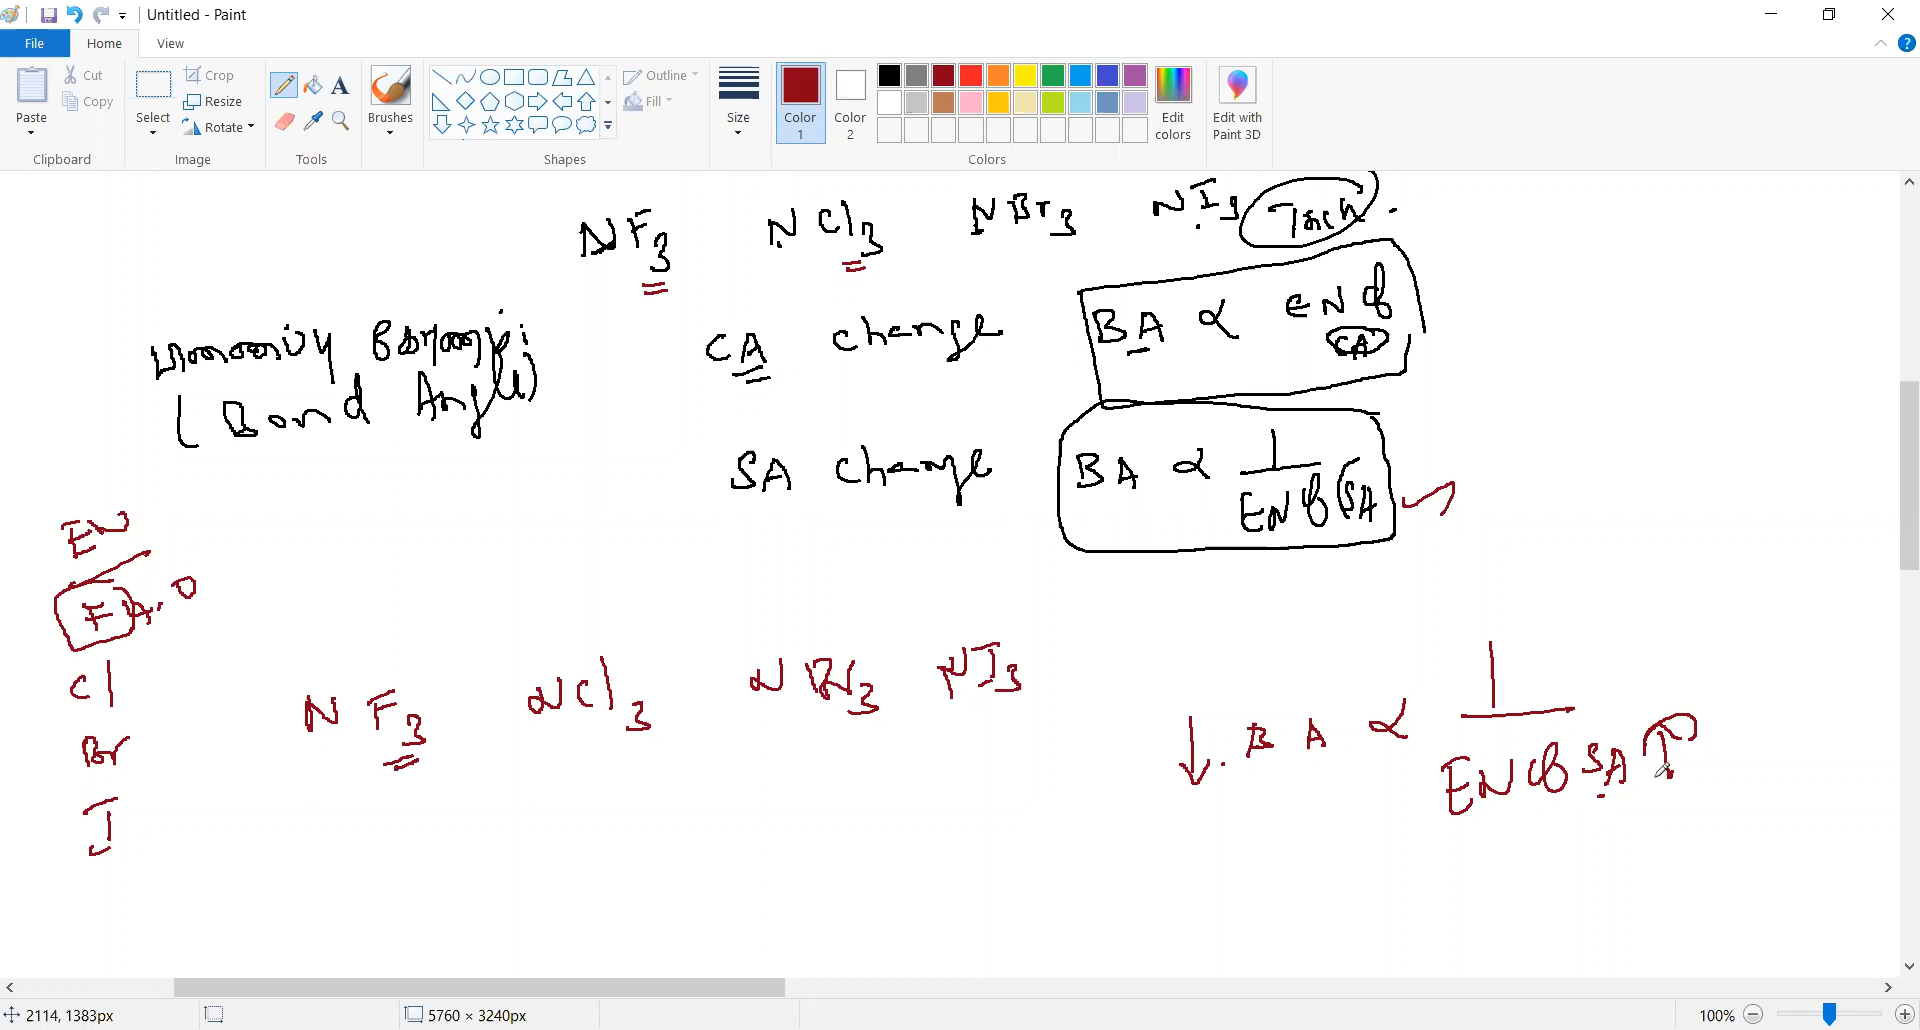 Untitled - Paint
File Home View
Cut
Copy
Paste
Clipboard
Crop
Resize
Rotate
Select
Image
Tools
Brushes
Shapes
Outline
Fill
Size
Color 1
Color 2
Colors
Edit colors
Edit with Paint 3D
NF3 NCl3 NBr3 NI3
CA change BA ∝ EN of CA
(Bond Angle)
SA change BA ∝ 1/EN of SA
EN
F O
Cl
Br
I
NF3 NCl3 NBr3 NI3
↓ BA ∝ 1/EN of SA ↑
2114, 1383px
5760 × 3240px
100%